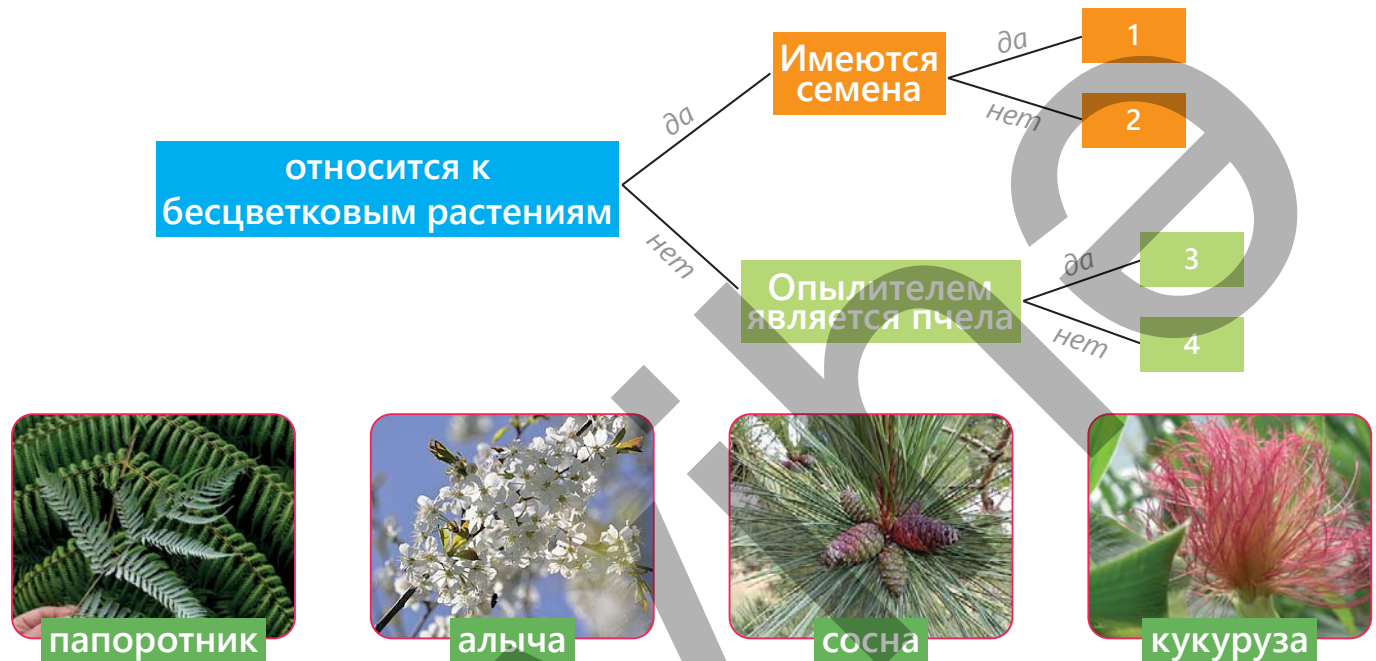 относится к
бесцветковым растениям
да
нет
Имеются
семена
да
нет
1
2
Опылителем
является пчела
да
нет
3
4
папоротник
алыча
сосна
кукуруза